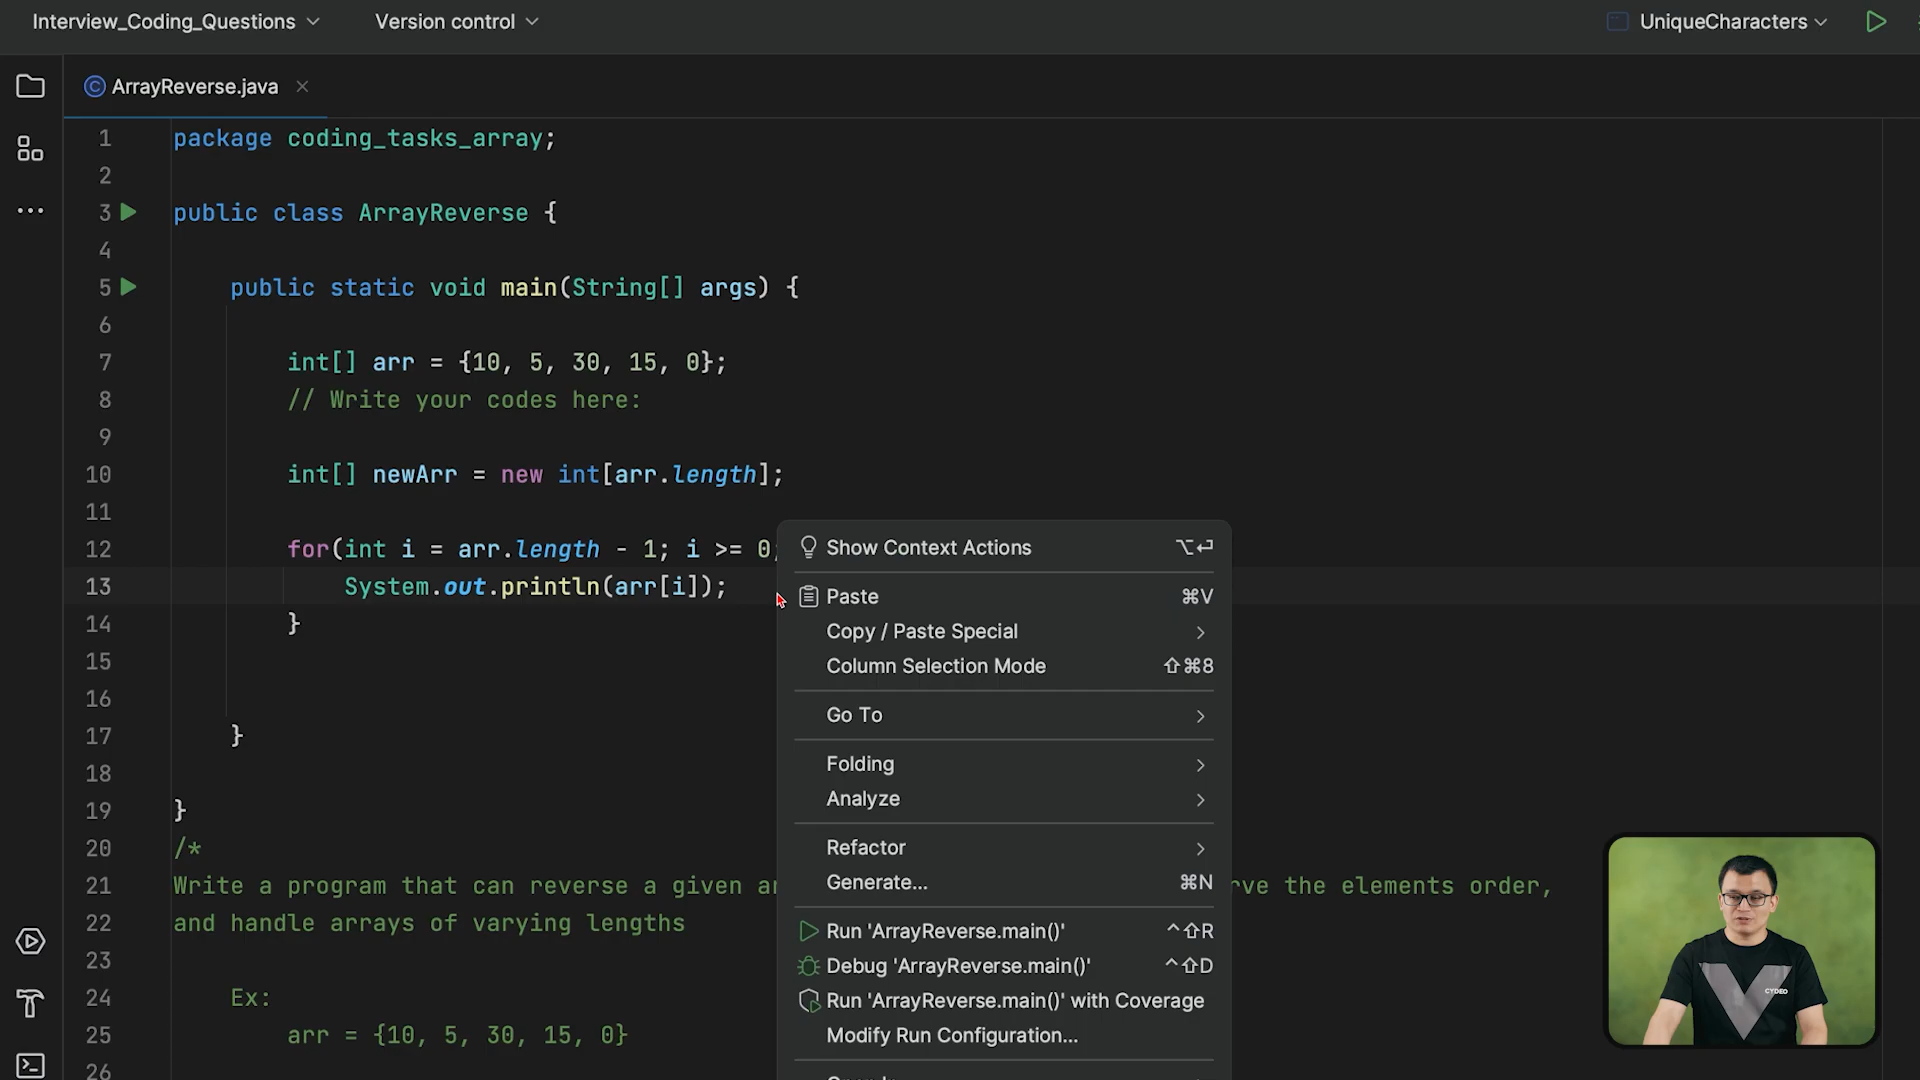 Interview_Coding_Questions
Version control
UniqueCharacters
ArrayReverse.java
1 package coding_tasks_array;
2
3 public class ArrayReverse {
4
5 public static void main(String[] args) {
6
7 int[] arr = {10, 5, 30, 15, 0};
8 // Write your codes here:
9
10 int[] newArr = new int[arr.length];
11
12 for(int i = arr.length - 1; i >= 0;
13 System.out.println(arr[i]);
14 }
15
16
17 }
18
19 }
20 /*
21 Write a program that can reverse a given ar
rve the elements order,
22 and handle arrays of varying lengths
23
24 Ex:
25 arr = {10, 5, 30, 15, 0}
26
Show Context Actions ⌥⏎
Paste ⌘V
Copy / Paste Special
Column Selection Mode ⇧⌘8
Go To
Folding
Analyze
Refactor
Generate... ⌘N
Run 'ArrayReverse.main()' ^⇧R
Debug 'ArrayReverse.main()' ^⇧D
Run 'ArrayReverse.main()' with Coverage
Modify Run Configuration...
CYDEO